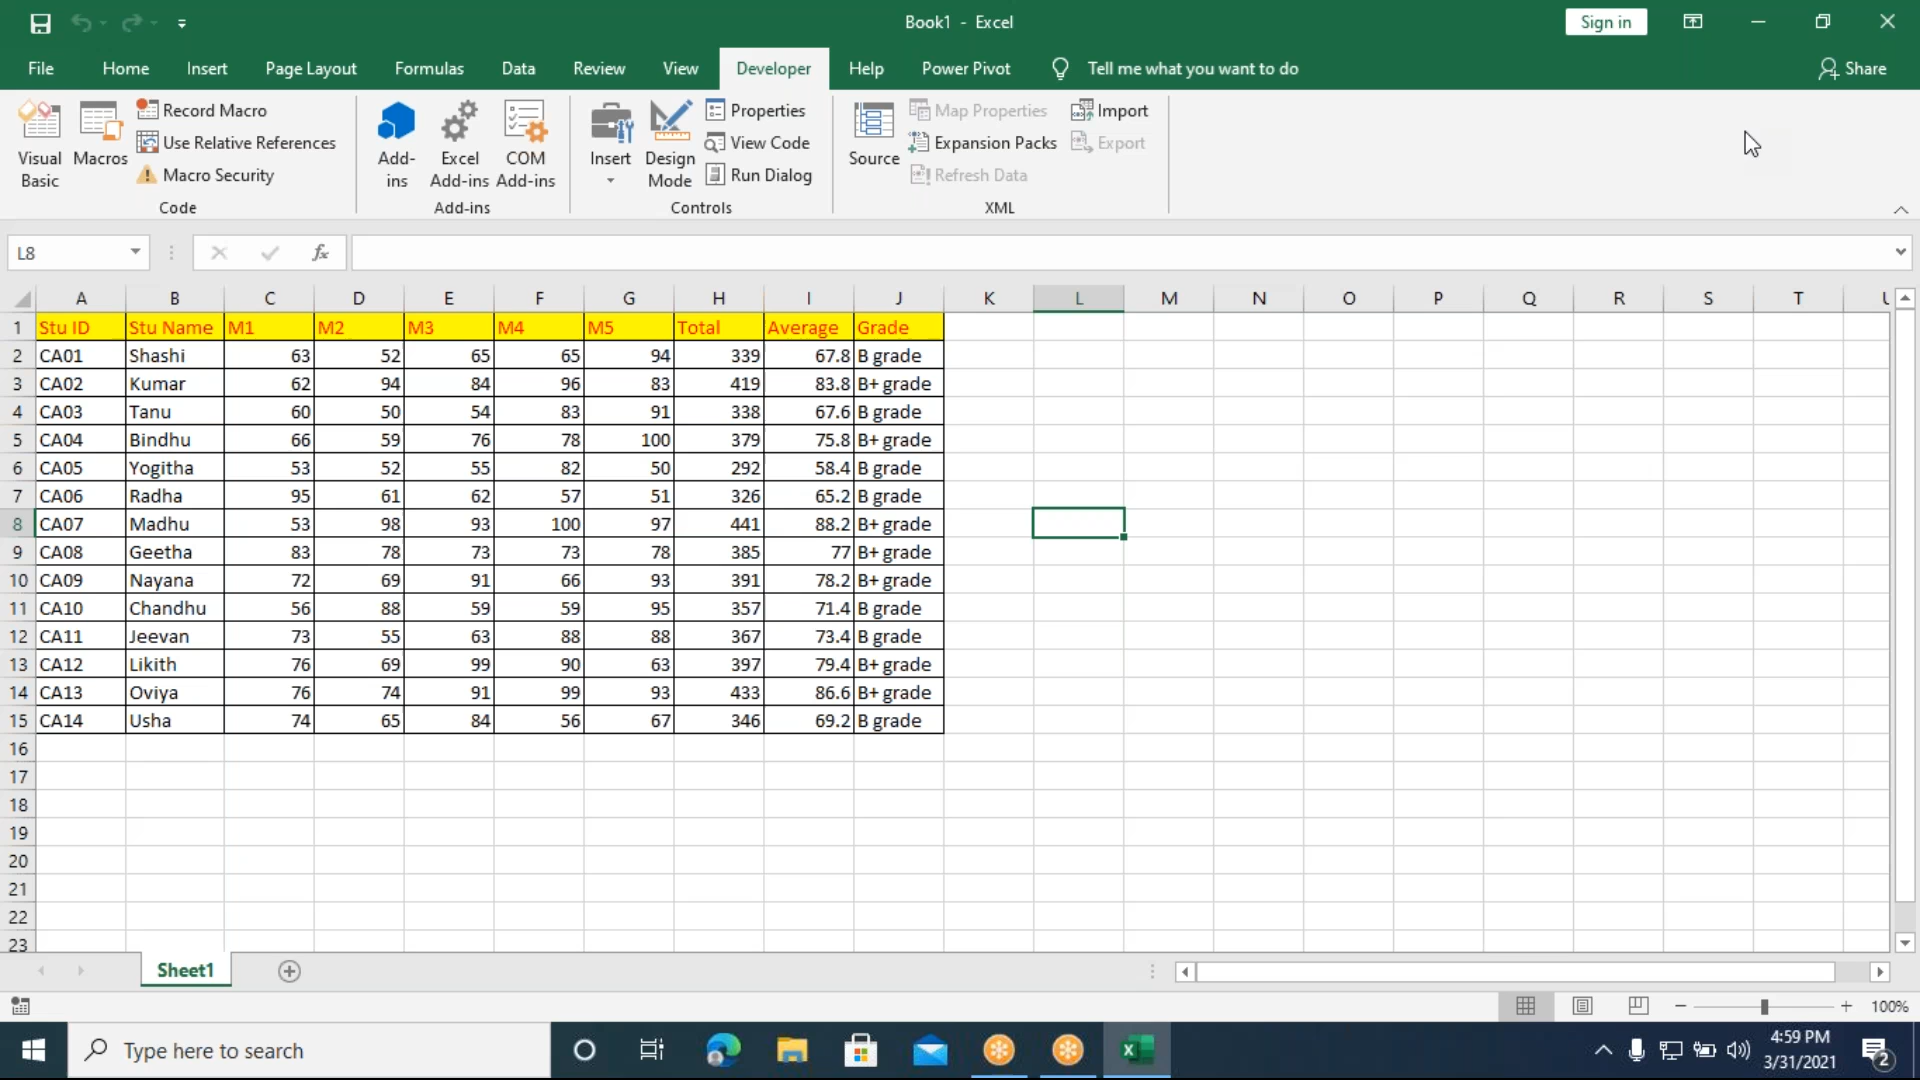 Book1 - Excel
Sign in
File Home Insert Page Layout Formulas Data Review View Developer Help Power Pivot Tell me what you want to do Share
Visual Basic
Macros
Record Macro
Use Relative References
Macro Security
Code
Add-ins
Excel Add-ins
COM Add-ins
Add-ins
Insert
Design Mode
Properties
View Code
Run Dialog
Controls
Source
Map Properties
Expansion Packs
Refresh Data
Import
Export
XML
L8
fx
A B C D E F G H I J K L M N O P Q R S T
1 Stu ID Stu Name M1 M2 M3 M4 M5 Total Average Grade
2 CA01 Shashi 63 52 65 65 94 339 67.8 B grade
3 CA02 Kumar 62 94 84 96 83 419 83.8 B+ grade
4 CA03 Tanu 60 50 54 83 91 338 67.6 B grade
5 CA04 Bindhu 66 59 76 78 100 379 75.8 B+ grade
6 CA05 Yogitha 53 52 55 82 50 292 58.4 B grade
7 CA06 Radha 95 61 62 57 51 326 65.2 B grade
8 CA07 Madhu 53 98 93 100 97 441 88.2 B+ grade
9 CA08 Geetha 83 78 73 73 78 385 77 B+ grade
10 CA09 Nayana 72 69 91 66 93 391 78.2 B+ grade
11 CA10 Chandhu 56 88 59 59 95 357 71.4 B grade
12 CA11 Jeevan 73 55 63 88 88 367 73.4 B grade
13 CA12 Likith 76 69 99 90 63 397 79.4 B+ grade
14 CA13 Oviya 76 74 91 99 93 433 86.6 B+ grade
15 CA14 Usha 74 65 84 56 67 346 69.2 B grade
16
17
18
19
20
21
22
23
Sheet1
100%
Type here to search
4:59 PM
3/31/2021
2